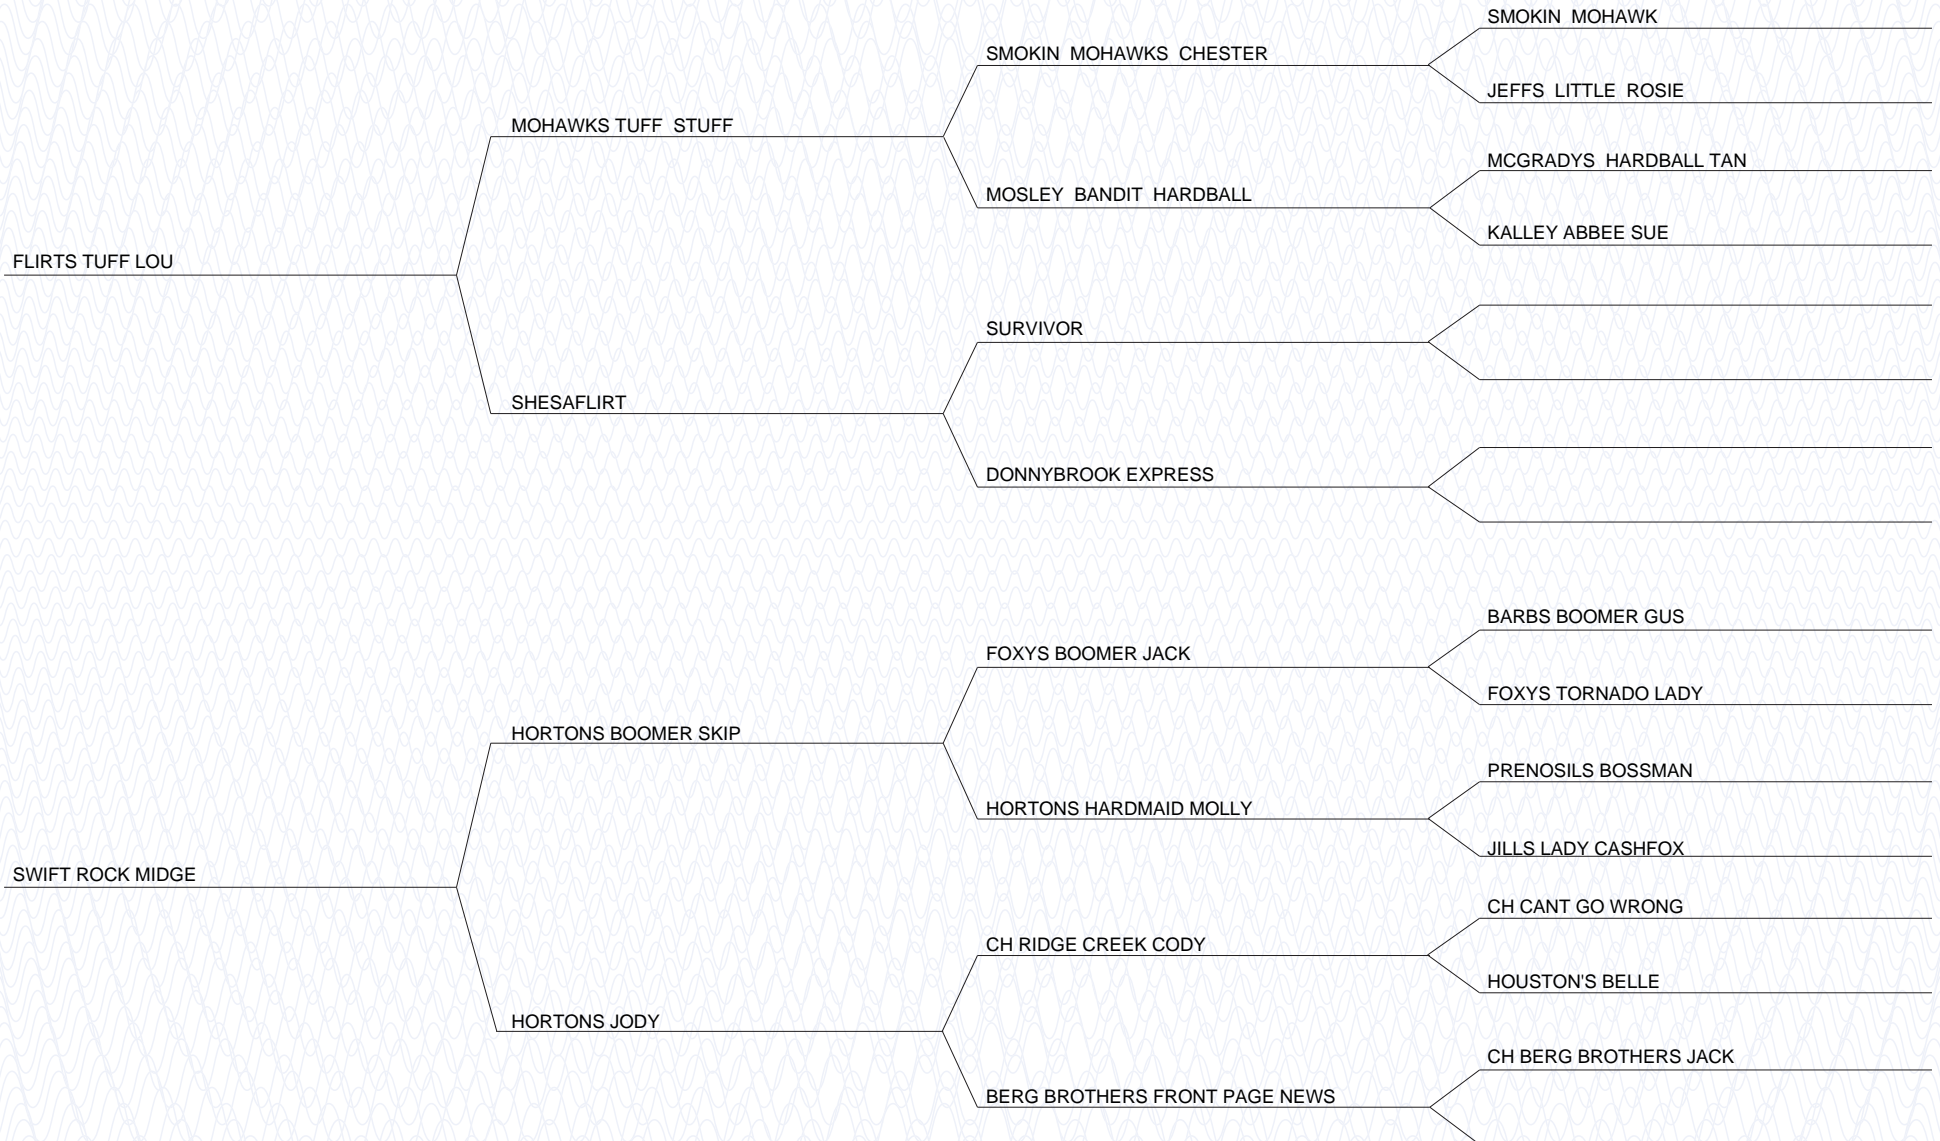 SMOKIN  MOHAWK
SMOKIN  MOHAWKS  CHESTER
JEFFS  LITTLE  ROSIE
MOHAWKS TUFF  STUFF
MCGRADYS  HARDBALL TAN
MOSLEY  BANDIT  HARDBALL
KALLEY ABBEE SUE
FLIRTS TUFF LOU
SURVIVOR
SHESAFLIRT
DONNYBROOK EXPRESS
BARBS BOOMER GUS
FOXYS BOOMER JACK
FOXYS TORNADO LADY
HORTONS BOOMER SKIP
PRENOSILS BOSSMAN
HORTONS HARDMAID MOLLY
JILLS LADY CASHFOX
SWIFT ROCK MIDGE
CH CANT GO WRONG
CH RIDGE CREEK CODY
HOUSTON'S BELLE
HORTONS JODY
CH BERG BROTHERS JACK
BERG BROTHERS FRONT PAGE NEWS